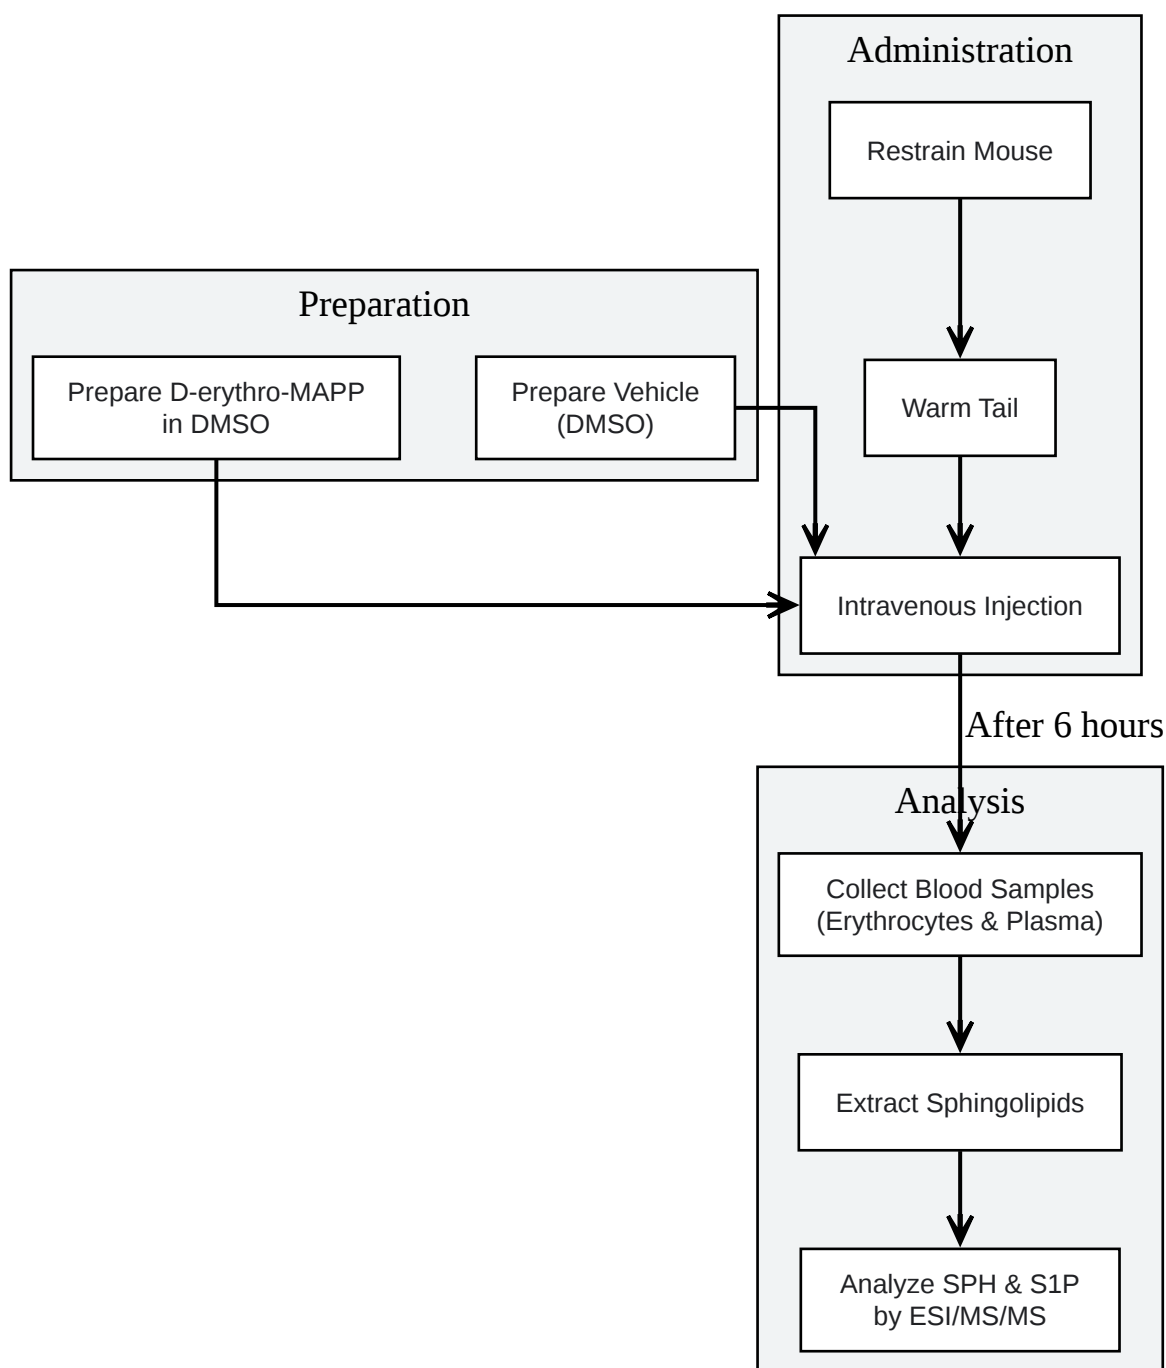 Administration
Restrain Mouse
Preparation
Prepare D-erythro-MAPP
in DMSO
Prepare Vehicle
(DMSO)
Warm Tail
Intravenous Injection
After 6 hours
Analysis
Collect Blood Samples
(Erythrocytes & Plasma)
Extract Sphingolipids
Analyze SPH & S1P
by ESI/MS/MS